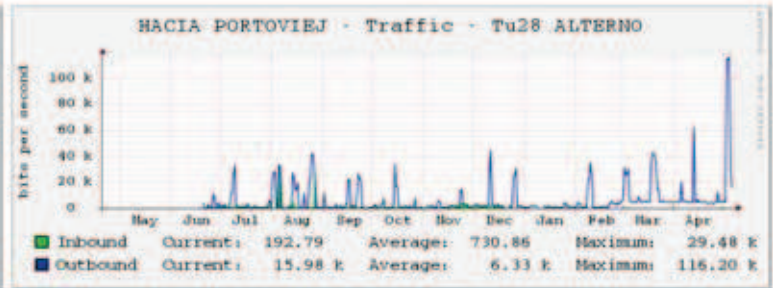 HACIA PORTOVIEJ - Traffic - Tu28 ALTERNO
bits per second
100 k
80 k
60 k
40 k
20 k
0
May Jun Jul Aug Sep Oct Nov Dec Jan Feb Mar Apr
Inbound Current: 192.79 Average: 730.86 Maximum: 29.48 k
Outbound Current: 15.98 k Average: 6.33 k Maximum: 116.20 k